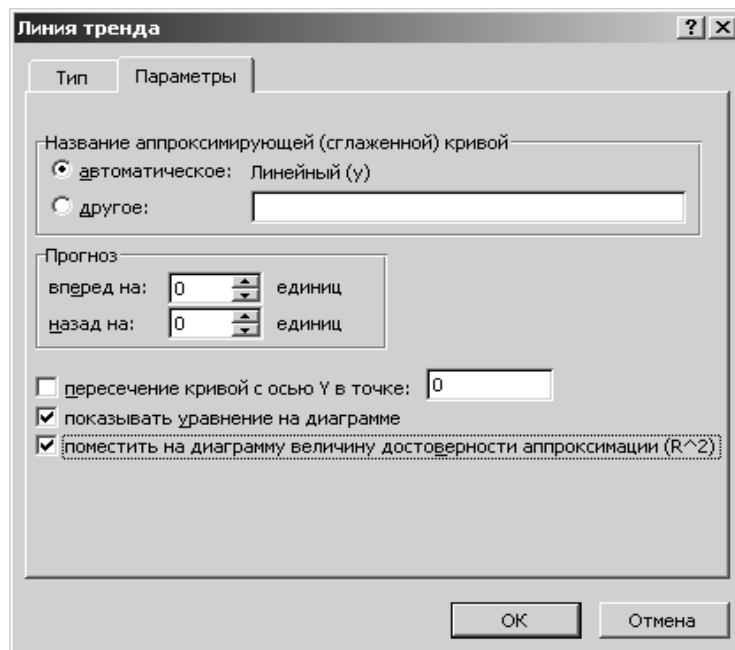 Линия тренда
Тип Параметры
Название аппроксимирующей (сглаженной) кривой
автоматическое: Линейный (y)
другое:
Прогноз
вперед на: 0 единиц
назад на: 0 единиц
пересечение кривой с осью Y в точке: 0
показывать уравнение на диаграмме
поместить на диаграмму величину достоверности аппроксимации (R^2)
ОК Отмена